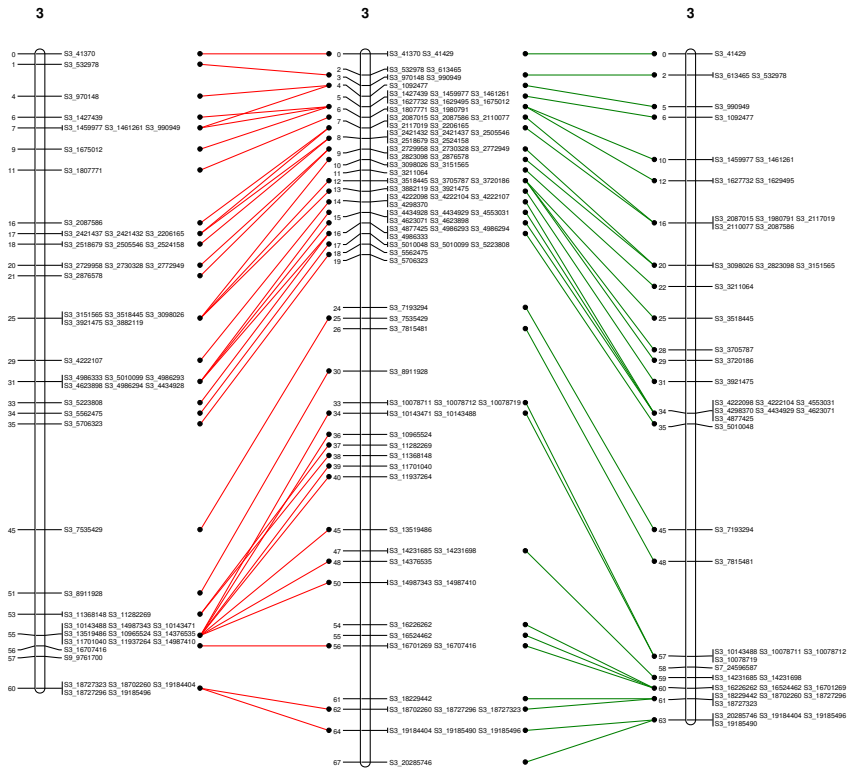 3
3
3
0 S3_41370
1 S3_532978
4 S3_970148
6 S3_1427439
7 S3_1459977 S3_1461261 S3_990949
9 S3_1675012
11 S3_1807771
16 S3_2087586
17 S3_2421437 S3_2421432 S3_2206165
18 S3_2518679 S3_2505546 S3_2524158
20 S3_2729958 S3_2730328 S3_2772949
21 S3_2876578
25 S3_3151565 S3_3518445 S3_3098026
S3_3921475 S3_3882119
29 S3_4222107
31 S3_4986333 S3_5010099 S3_4986293
S3_4623898 S3_4986294 S3_4434928
33 S3_5223808
34 S3_5562475
35 S3_5706323
45 S3_7535429
51 S3_8911928
53 S3_11368148 S3_11282269
S3_10143488 S3_14987343 S3_10143471
55 S3_13519486 S3_10965524 S3_14376535
S3_11701040 S3_11937264 S3_14987410
56 S3_16707416
57 S9_9761700
60 S3_18727323 S3_18702260 S3_19184404
S3_18727296 S3_19185496
0 S3_41370 S3_41429
2 S3_532978 S3_613465
3 S3_970148 S3_990949
4 S3_1092477
5 S3_1427439 S3_1459977 S3_1461261
S3_1627732 S3_1629495 S3_1675012
6 S3_1807771 S3_1980791
7 S3_2087015 S3_2087586 S3_2110077
S3_2117019 S3_2206165
8 S3_2421432 S3_2421437 S3_2505546
S3_2518679 S3_2524158
9 S3_2729958 S3_2730328 S3_2772949
S3_2823098 S3_2876578
10 S3_3098026 S3_3151565
11 S3_3211064
12 S3_3518445 S3_3705787 S3_3720186
13 S3_3882119 S3_3921475
14 S3_4222098 S3_4222104 S3_4222107
S3_4298370
15 S3_4434928 S3_4434929 S3_4553031
S3_4623071 S3_4623898
16 S3_4877425 S3_4986293 S3_4986294
S3_4986333
17 S3_5010048 S3_5010099 S3_5223808
18 S3_5562475
19 S3_5706323
24 S3_7193294
25 S3_7535429
26 S3_7815481
30 S3_8911928
33 S3_10078711 S3_10078712 S3_10078719
34 S3_10143471 S3_10143488
36 S3_10965524
37 S3_11282269
38 S3_11368148
39 S3_11701040
40 S3_11937264
45 S3_13519486
47 S3_14231685 S3_14231698
48 S3_14376535
50 S3_14987343 S3_14987410
54 S3_16226262
55 S3_16524462
56 S3_16701269 S3_16707416
61 S3_18229442
62 S3_18702260 S3_18727296 S3_18727323
64 S3_19184404 S3_19185490 S3_19185496
67 S3_20285746
0 S3_41429
2 S3_613465 S3_532978
5 S3_990949
6 S3_1092477
10 S3_1459977 S3_1461261
12 S3_1627732 S3_1629495
16 S3_2087015 S3_1980791 S3_2117019
S3_2110077 S3_2087586
20 S3_3098026 S3_2823098 S3_3151565
22 S3_3211064
25 S3_3518445
28 S3_3705787
29 S3_3720186
31 S3_3921475
S3_4222098 S3_4222104 S3_4553031
34 S3_4298370 S3_4434929 S3_4623071
S3_4877425
35 S3_5010048
45 S3_7193294
48 S3_7815481
57 S3_10143488 S3_10078711 S3_10078712
S3_10078719
58 S7_24596587
59 S3_14231685 S3_14231698
60 S3_16226262 S3_16524462 S3_16701269
61 S3_18229442 S3_18702260 S3_18727296
S3_18727323
63 S3_20285746 S3_19184404 S3_19185496
S3_19185490